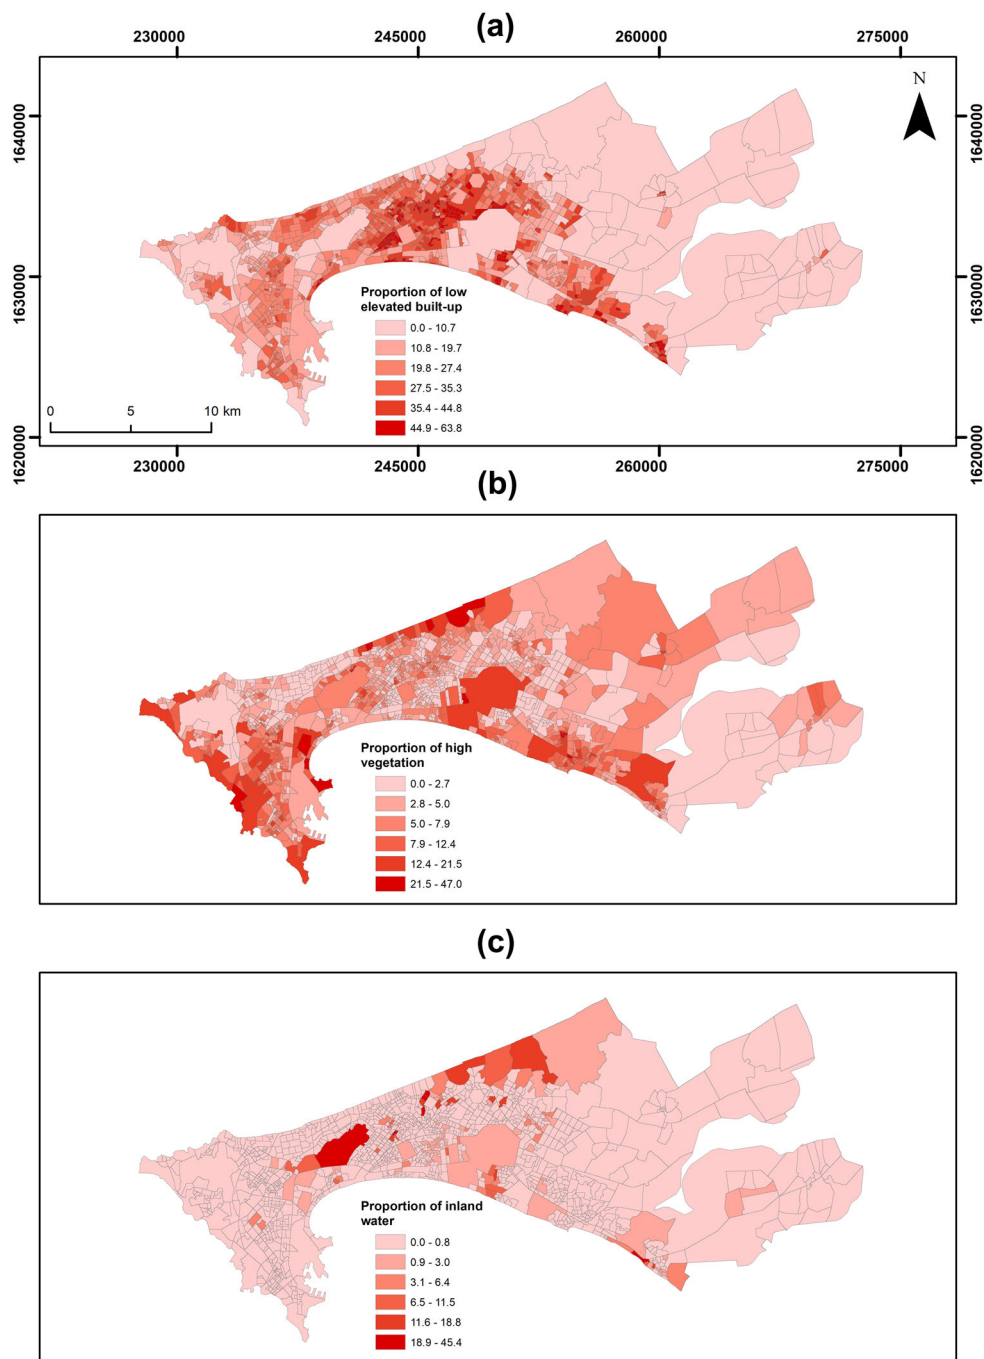 (a)
230000 245000 260000 275000
N
1640000 1640000
1630000 1630000
1620000 1620000
Proportion of low
elevated built-up
0.0 - 10.7
10.8 - 19.7
19.8 - 27.4
27.5 - 35.3
35.4 - 44.8
44.9 - 63.8
0 5 10 km
230000 245000 260000 275000
(b)
Proportion of high
vegetation
0.0 - 2.7
2.8 - 5.0
5.0 - 7.9
7.9 - 12.4
12.4 - 21.5
21.5 - 47.0
(c)
Proportion of inland
water
0.0 - 0.8
0.9 - 3.0
3.1 - 6.4
6.5 - 11.5
11.6 - 18.8
18.9 - 45.4